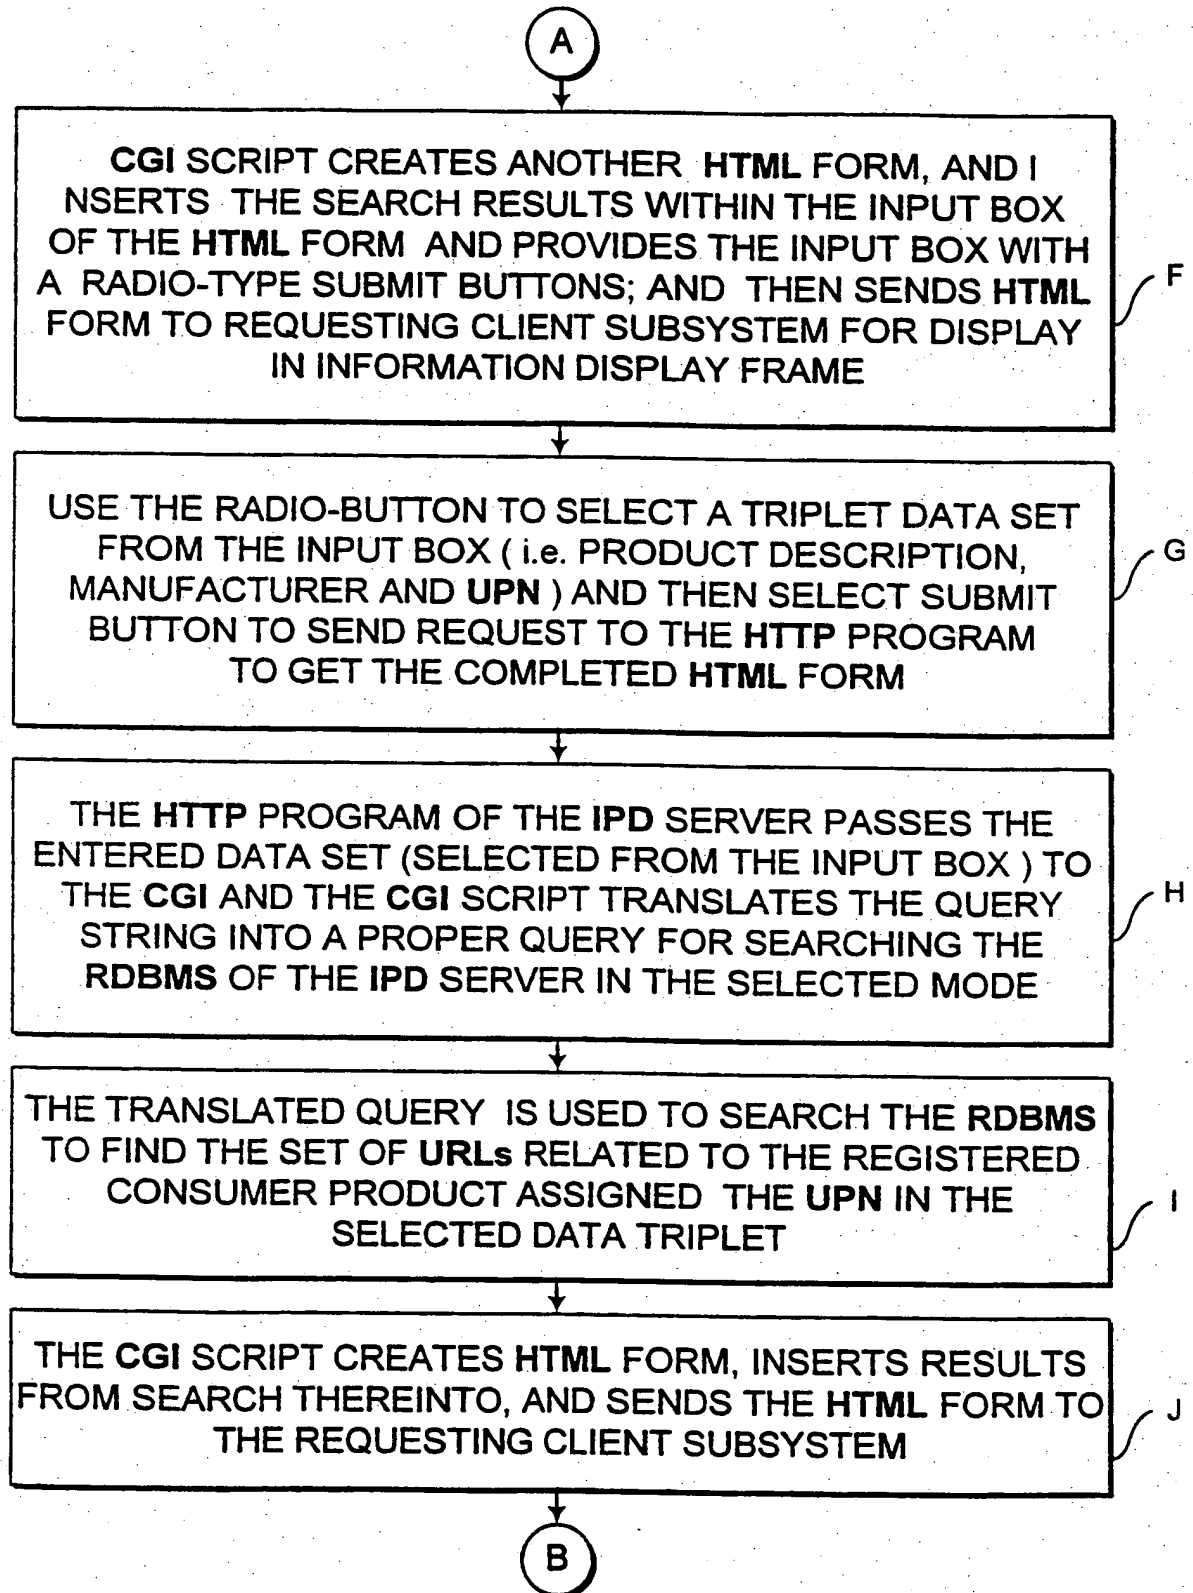 A
CGI SCRIPT CREATES ANOTHER HTML FORM, AND I
NSERTS THE SEARCH RESULTS WITHIN THE INPUT BOX
OF THE HTML FORM AND PROVIDES THE INPUT BOX WITH
A RADIO-TYPE SUBMIT BUTTONS; AND THEN SENDS HTML
FORM TO REQUESTING CLIENT SUBSYSTEM FOR DISPLAY
IN INFORMATION DISPLAY FRAME
F
USE THE RADIO-BUTTON TO SELECT A TRIPLET DATA SET
FROM THE INPUT BOX ( i.e. PRODUCT DESCRIPTION,
MANUFACTURER AND UPN ) AND THEN SELECT SUBMIT
BUTTON TO SEND REQUEST TO THE HTTP PROGRAM
TO GET THE COMPLETED HTML FORM
G
THE HTTP PROGRAM OF THE IPD SERVER PASSES THE
ENTERED DATA SET (SELECTED FROM THE INPUT BOX ) TO
THE CGI AND THE CGI SCRIPT TRANSLATES THE QUERY
STRING INTO A PROPER QUERY FOR SEARCHING THE
RDBMS OF THE IPD SERVER IN THE SELECTED MODE
H
THE TRANSLATED QUERY IS USED TO SEARCH THE RDBMS
TO FIND THE SET OF URLs RELATED TO THE REGISTERED
CONSUMER PRODUCT ASSIGNED THE UPN IN THE
SELECTED DATA TRIPLET
I
THE CGI SCRIPT CREATES HTML FORM, INSERTS RESULTS
FROM SEARCH THEREINTO, AND SENDS THE HTML FORM TO
THE REQUESTING CLIENT SUBSYSTEM
J
B